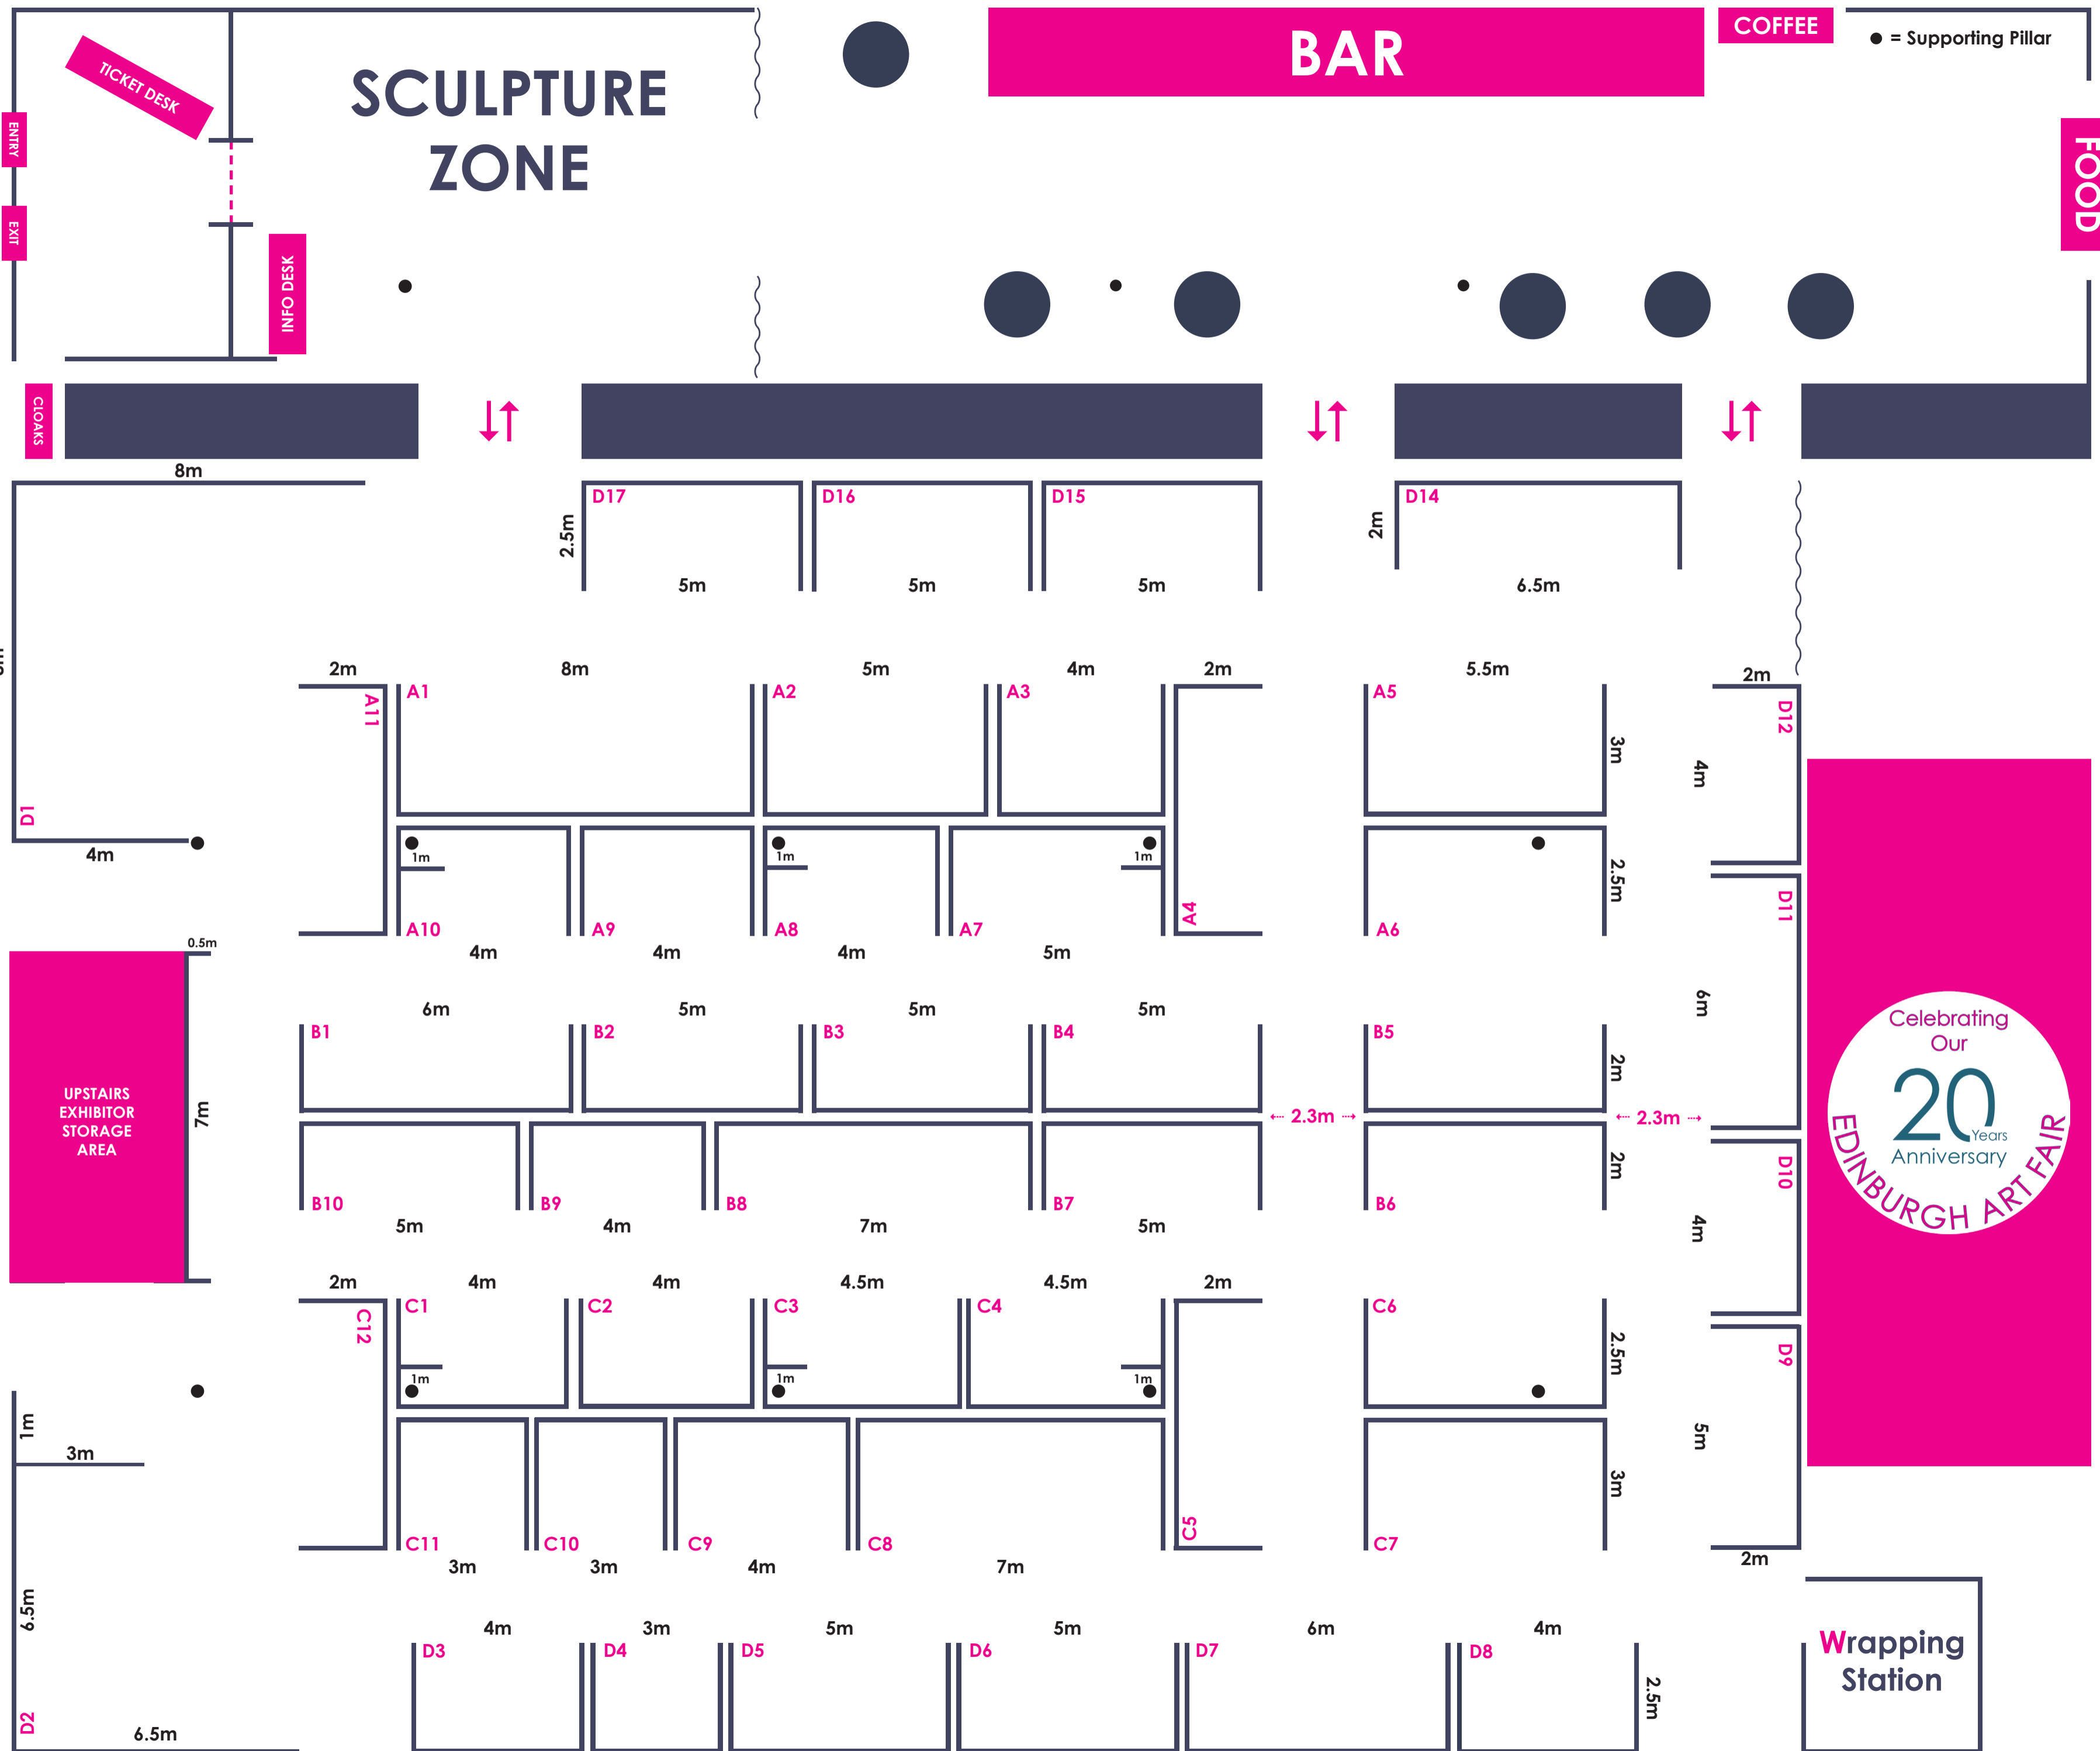 BAR
COFFEE
= Supporting Pillar
TICKET DESK
SCULPTURE
ZONE
ENTRY
FOOD
EXIT
INFO DESK
CLOAKS
8m
D17
D16
D15
D14
2.5m
2m
5m
5m
5m
6.5m
2m
8m
5m
4m
2m
5.5m
2m
A11
A1
A2
A3
A5
D12
3m
4m
D1
4m
1m
1m
1m
2.5m
D11
A10
A9
A8
A7
A4
A6
0.5m
4m
4m
4m
5m
6m
5m
5m
5m
6m
B1
B2
B3
B4
B5
2m
Celebrating
Our
20
Years
Anniversary
EDINBURGH ART FAIR
UPSTAIRS
EXHIBITOR
STORAGE
AREA
7m
2.3m
2.3m
2m
D10
B10
B9
B8
B7
B6
5m
4m
7m
5m
4m
2m
4m
4m
4.5m
4.5m
2m
C12
C1
C2
C3
C4
C6
2.5m
D9
1m
1m
1m
1m
3m
5m
3m
C11
C10
C9
C8
C5
C7
3m
3m
4m
7m
2m
6.5m
4m
3m
5m
5m
6m
4m
D3
D4
D5
D6
D7
D8
2.5m
Wrapping
Station
D2
6.5m